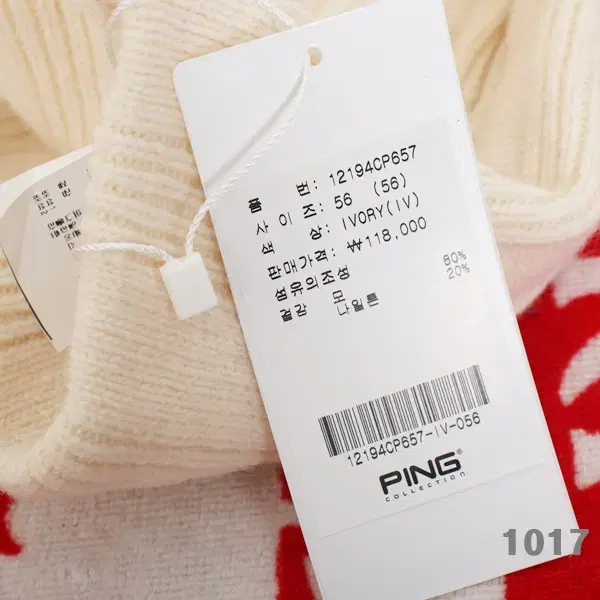 품 번: 12194CP657
사 이 즈: 56 (56)
색 상: IVORY(IV)
판매가격: ₩118,000
섬유의조성
겉감 모 80%
나일론 20%
12194CP657-IV-056
PING®
COLLECTION
1017